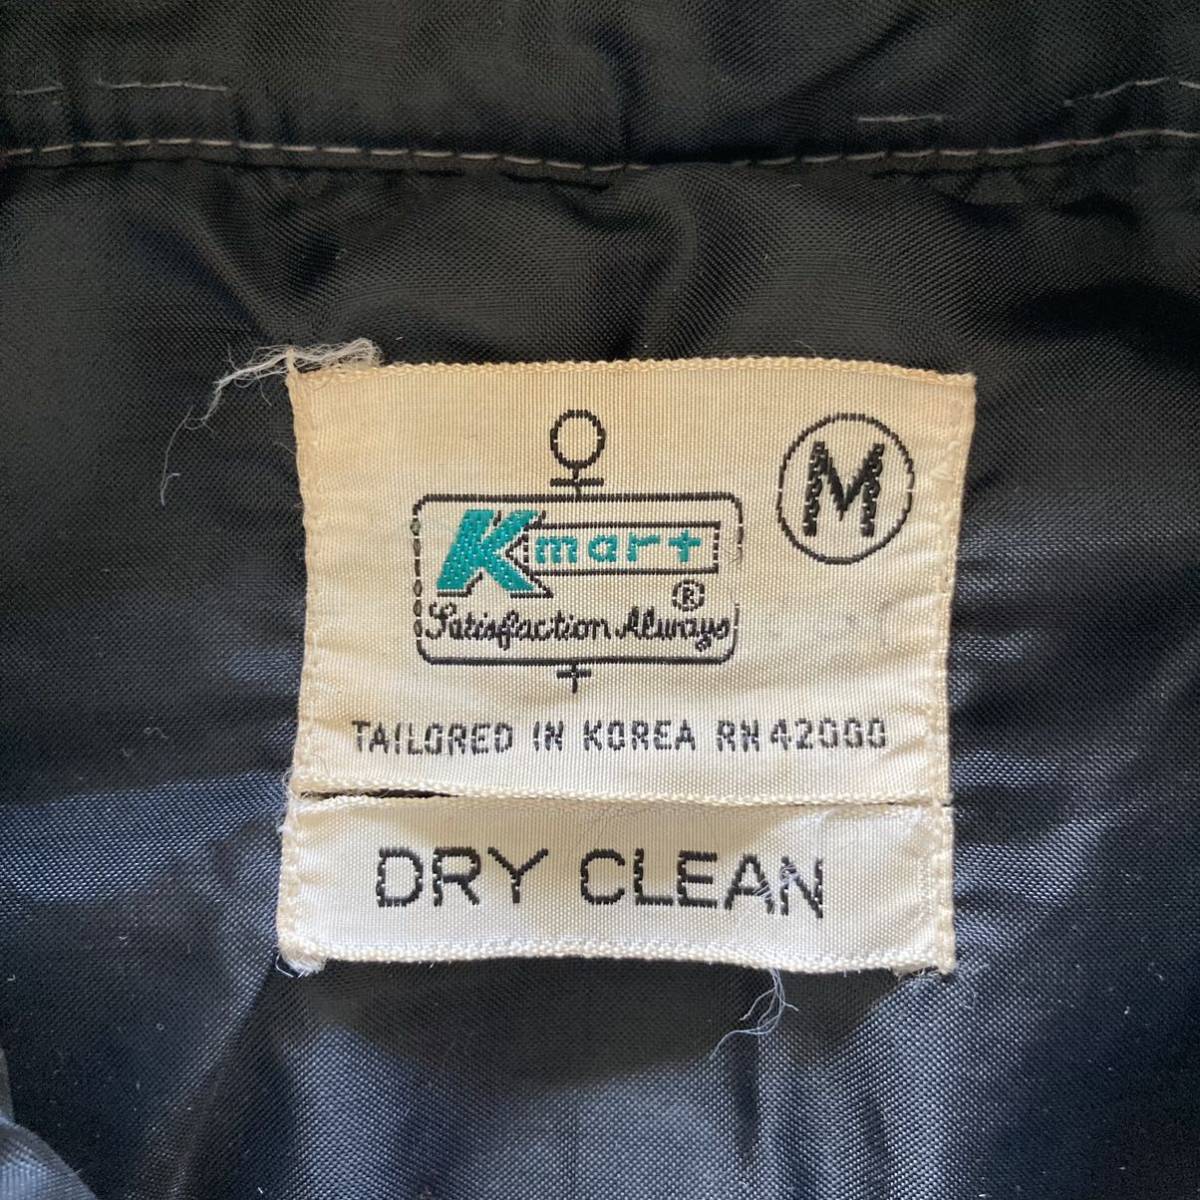 M
Kmart
®
Satisfaction Always
TAILORED IN KOREA RN 42000
DRY CLEAN